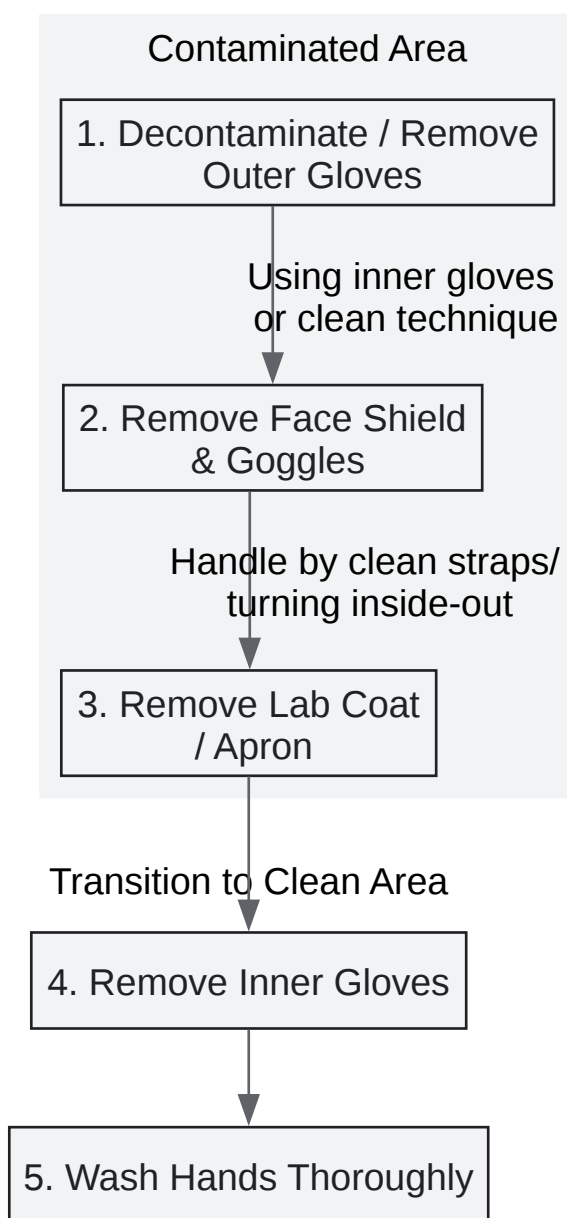 Contaminated Area
1. Decontaminate / Remove
Outer Gloves
Using inner gloves
or clean technique
2. Remove Face Shield
& Goggles
Handle by clean straps/
turning inside-out
3. Remove Lab Coat
/ Apron
Transition to Clean Area
4. Remove Inner Gloves
5. Wash Hands Thoroughly